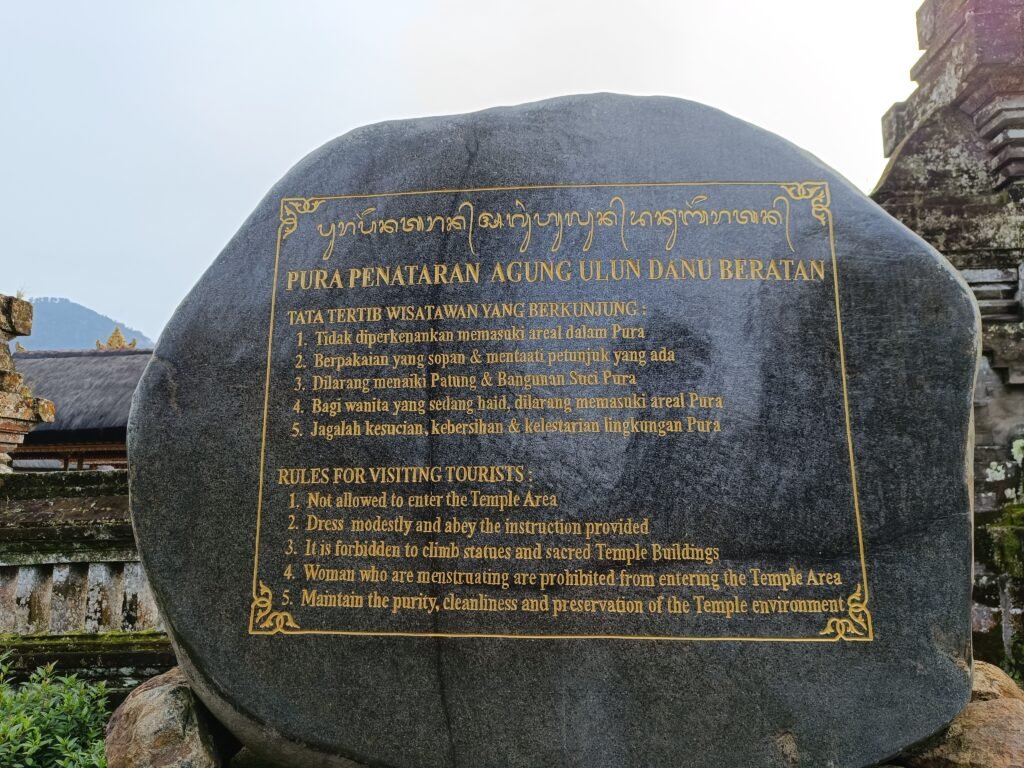 PURA PENATARAN AGUNG ULUN DANU BERATAN
TATA TERTIB WISATAWAN YANG BERKUNJUNG :
1. Tidak diperkenankan memasuki areal dalam Pura
2. Berpakaian yang sopan & mentaati petunjuk yang ada
3. Dilarang menaiki Patung & Bangunan Suci Pura
4. Bagi wanita yang sedang haid, dilarang memasuki areal Pura
5. Jagalah kesucian, kebersihan & kelestarian lingkungan Pura
RULES FOR VISITING TOURISTS :
1. Not allowed to enter the Temple Area
2. Dress modestly and abey the instruction provided
3. It is forbidden to climb statues and sacred Temple Buildings
4. Woman who are menstruating are prohibited from entering the Temple Area
5. Maintain the purity, cleanliness and preservation of the Temple environment